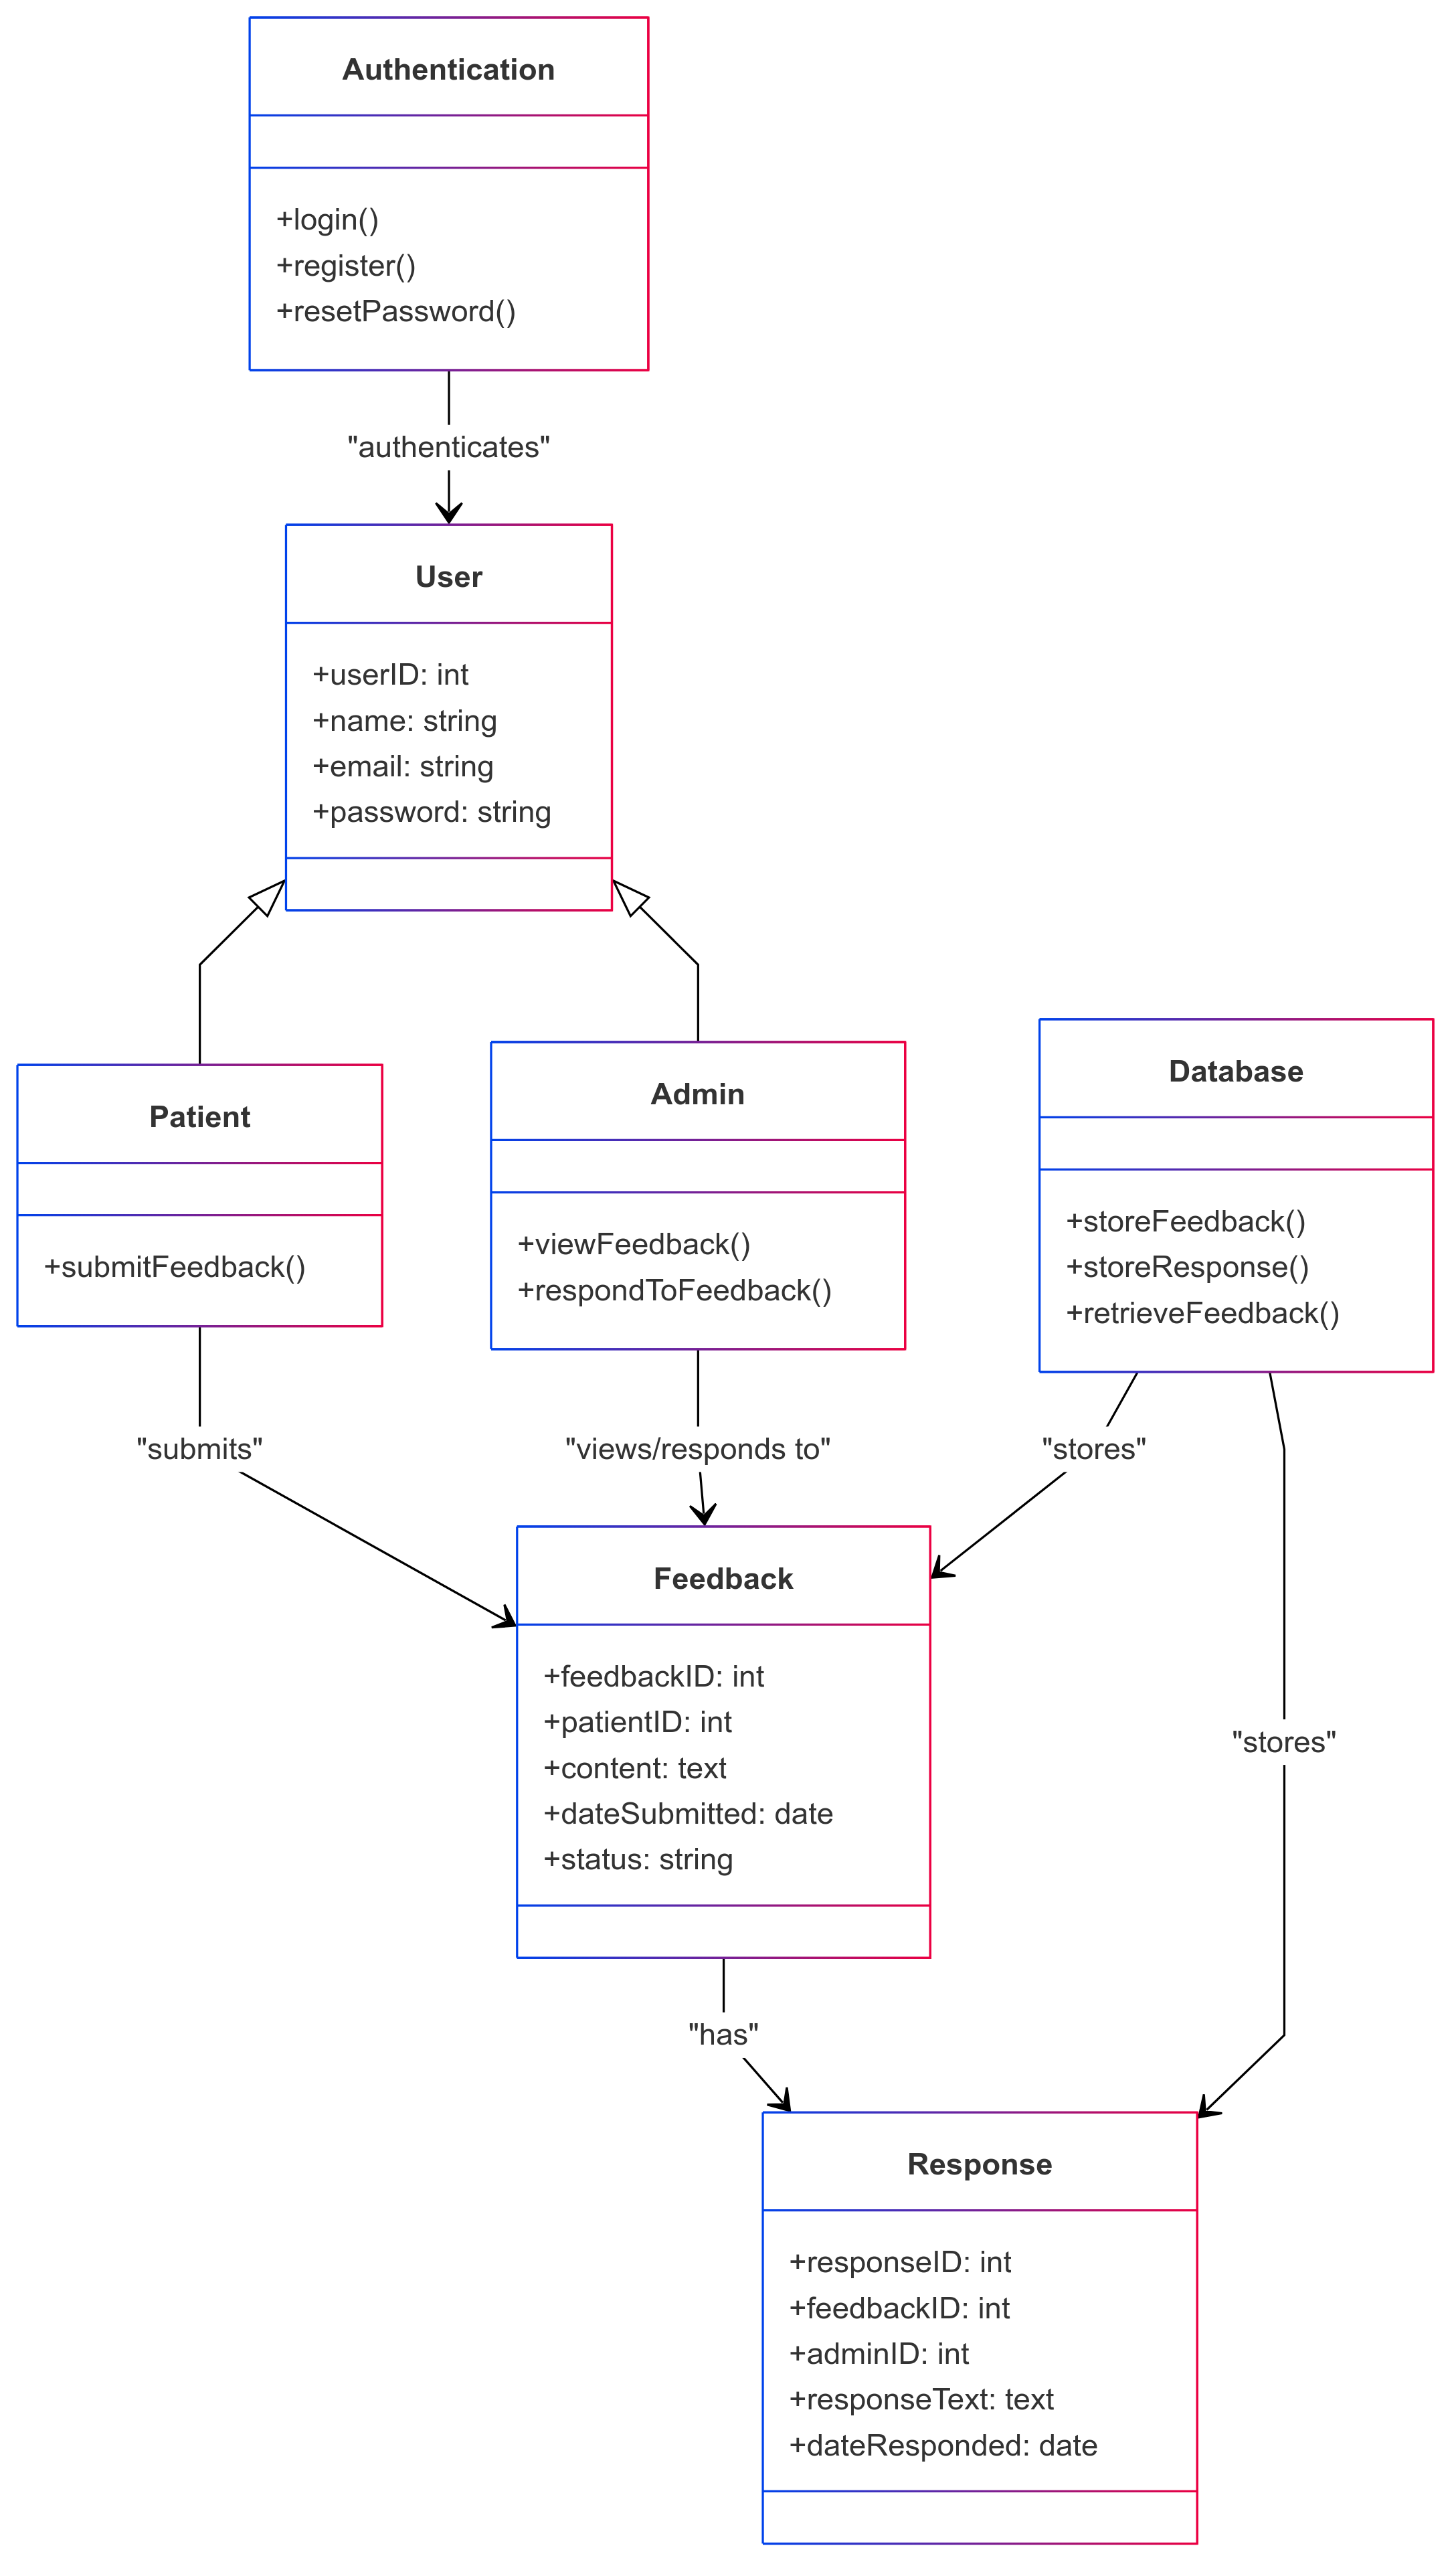 Authentication
+login()
+register()
+resetPassword()
"authenticates"
User
+userID: int
+name: string
+email: string
+password: string
Patient
+submitFeedback()
Admin
+viewFeedback()
+respondToFeedback()
Database
+storeFeedback()
+storeResponse()
+retrieveFeedback()
"submits"
"views/responds to"
"stores"
Feedback
+feedbackID: int
+patientID: int
+content: text
+dateSubmitted: date
+status: string
"stores"
"has"
Response
+responseID: int
+feedbackID: int
+adminID: int
+responseText: text
+dateResponded: date